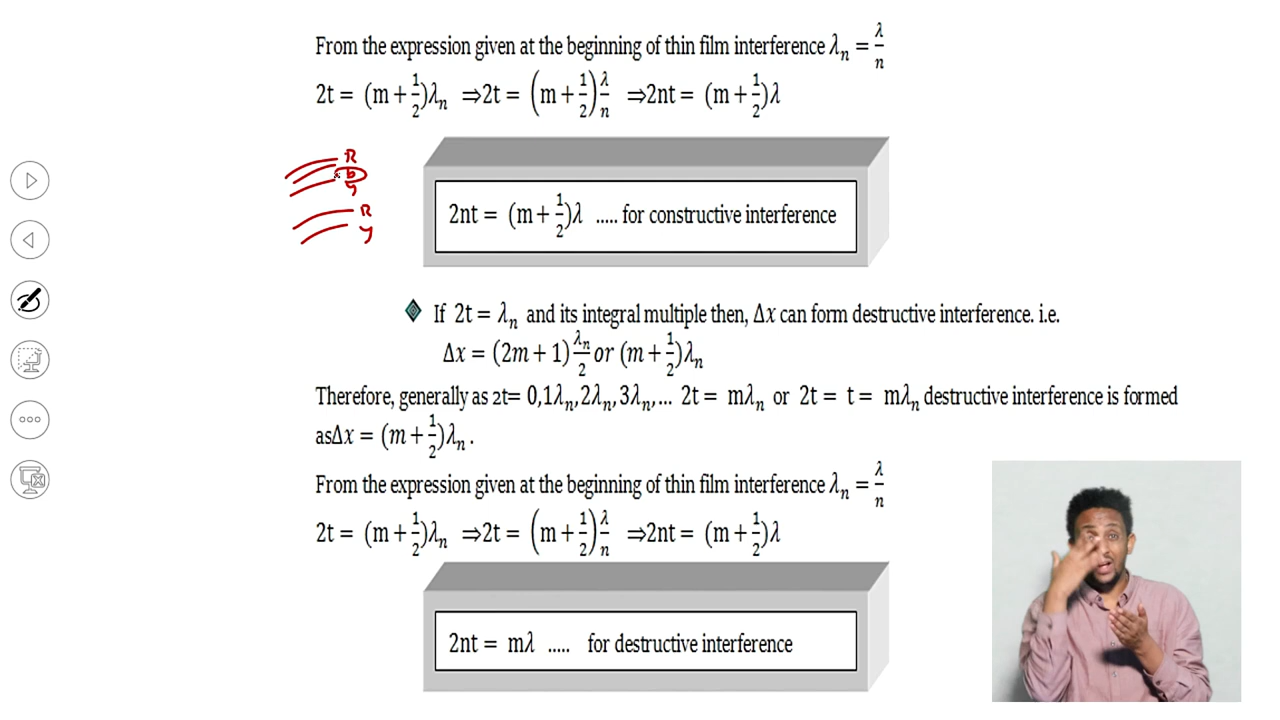 From the expression given at the beginning of thin film interference λₙ = λ/n
2t = (m + 1/2)λₙ ⇒2t = (m + 1/2) λ/n ⇒2nt = (m + 1/2)λ
R
b
y
R
y
2nt = (m + 1/2)λ ..... for constructive interference
If 2t = λₙ and its integral multiple then, Δx can form destructive interference. i.e.
Δx = (2m + 1) λₙ/2 or (m + 1/2)λₙ
Therefore, generally as 2t= 0,1λₙ,2λₙ,3λₙ,... 2t = mλₙ or 2t = t = mλₙ destructive interference is formed
asΔx = (m + 1/2)λₙ .
From the expression given at the beginning of thin film interference λₙ = λ/n
2t = (m + 1/2)λₙ ⇒2t = (m + 1/2) λ/n ⇒2nt = (m + 1/2)λ
2nt = mλ ..... for destructive interference